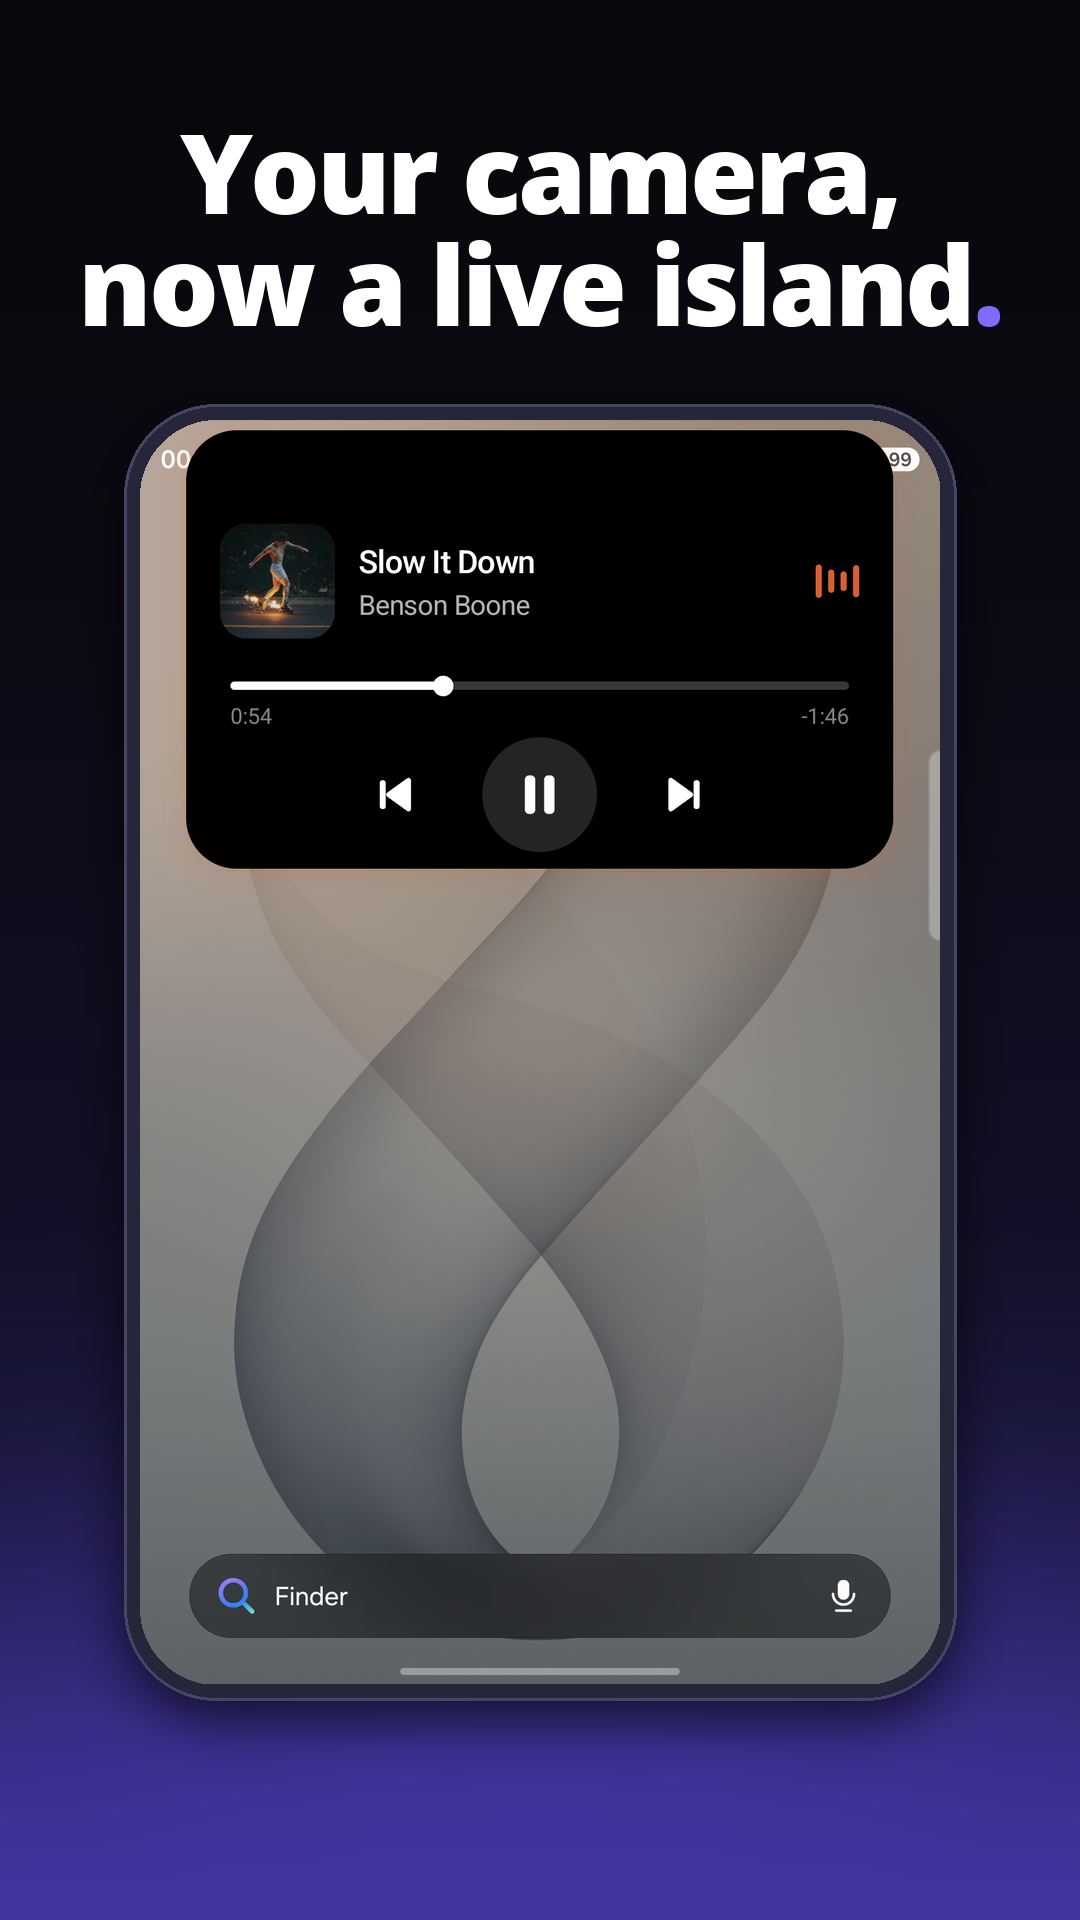 Your camera,
now a live island.
00
99
Slow It Down
Benson Boone
0:54
-1:46
Finder